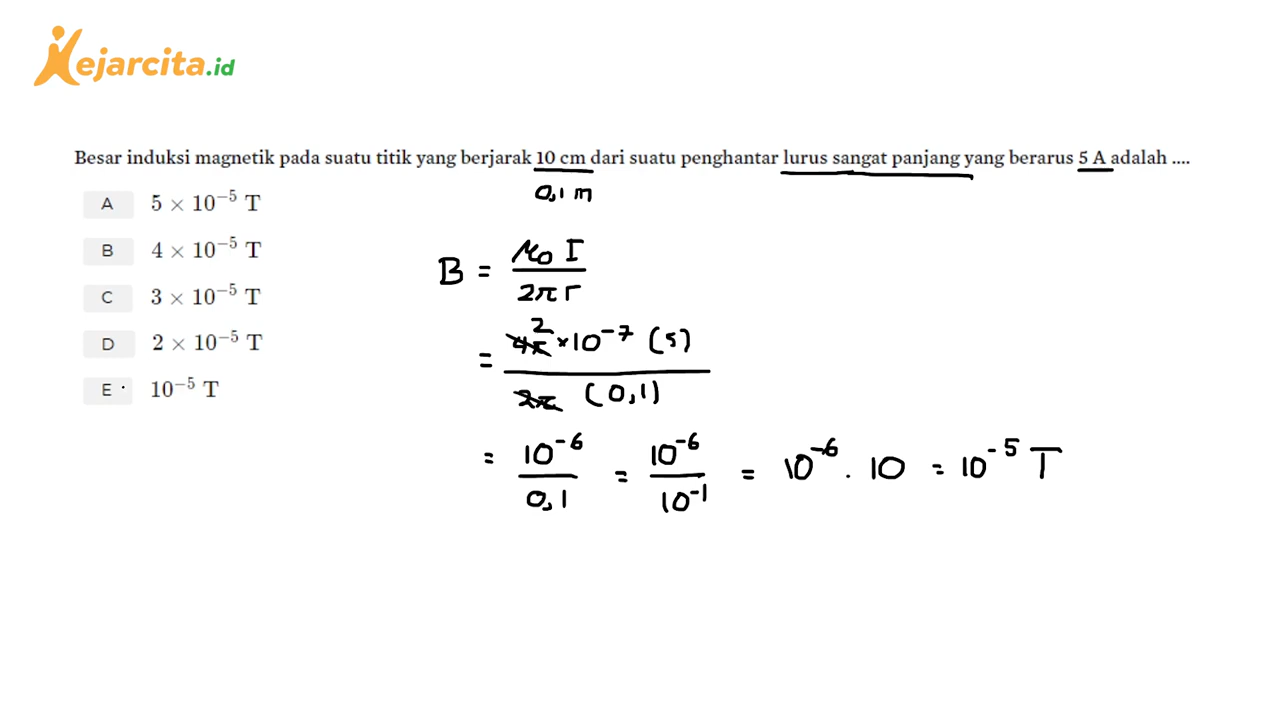 Kejarcita.id
Besar induksi magnetik pada suatu titik yang berjarak 10 cm dari suatu penghantar lurus sangat panjang yang berarus 5 A adalah ....
0,1 m
A 5 × 10⁻⁵ T
B 4 × 10⁻⁵ T
C 3 × 10⁻⁵ T
D 2 × 10⁻⁵ T
E 10⁻⁵ T
B = μ₀ I / 2π r
= 4π 2 × 10⁻⁷ (5) / 2π (0,1)
= 10⁻⁶ / 0,1 = 10⁻⁶ / 10⁻¹ = 10⁻⁶ . 10 = 10⁻⁵ T